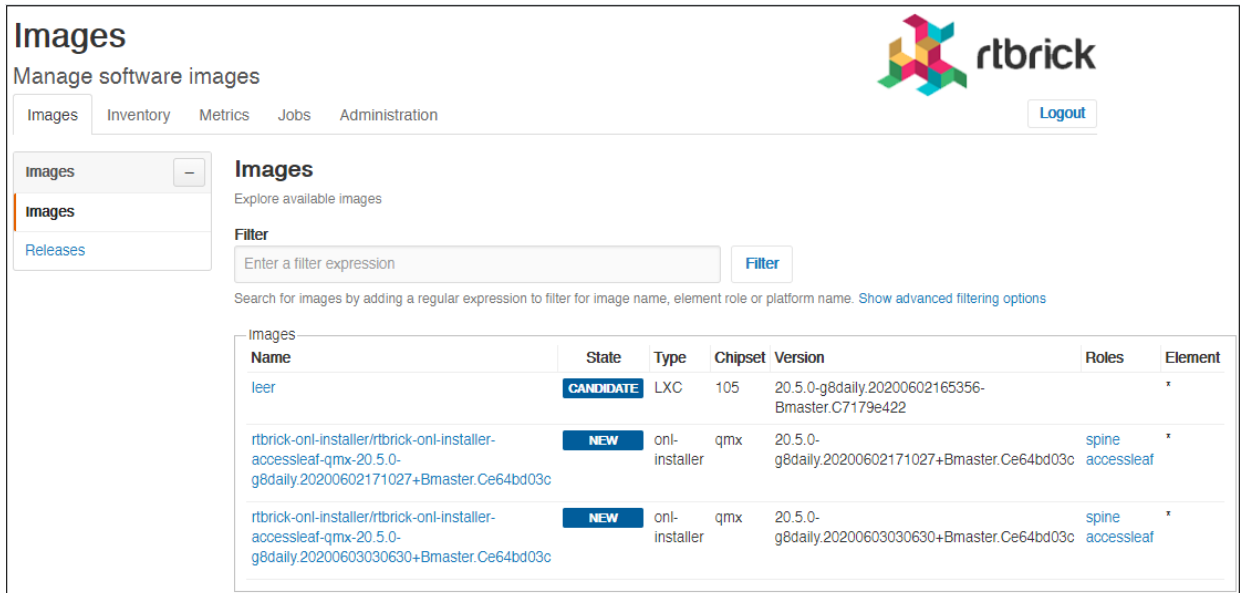 Images
rtbrick
Manage software images
Images Inventory Metrics Jobs Administration Logout
Images –
Images
Releases
Images
Explore available images
Filter
Enter a filter expression Filter
Search for images by adding a regular expression to filter for image name, element role or platform name. Show advanced filtering options
Images
Name State Type Chipset Version Roles Element
leer CANDIDATE LXC 105 20.5.0-g8daily.20200602165356- *
Bmaster.C7179e422
rtbrick-onl-installer/rtbrick-onl-installer- NEW onl- qmx 20.5.0- spine *
accessleaf-qmx-20.5.0- installer g8daily.20200602171027+Bmaster.Ce64bd03c accessleaf
g8daily.20200602171027+Bmaster.Ce64bd03c
rtbrick-onl-installer/rtbrick-onl-installer- NEW onl- qmx 20.5.0- spine *
accessleaf-qmx-20.5.0- installer g8daily.20200603030630+Bmaster.Ce64bd03c accessleaf
g8daily.20200603030630+Bmaster.Ce64bd03c